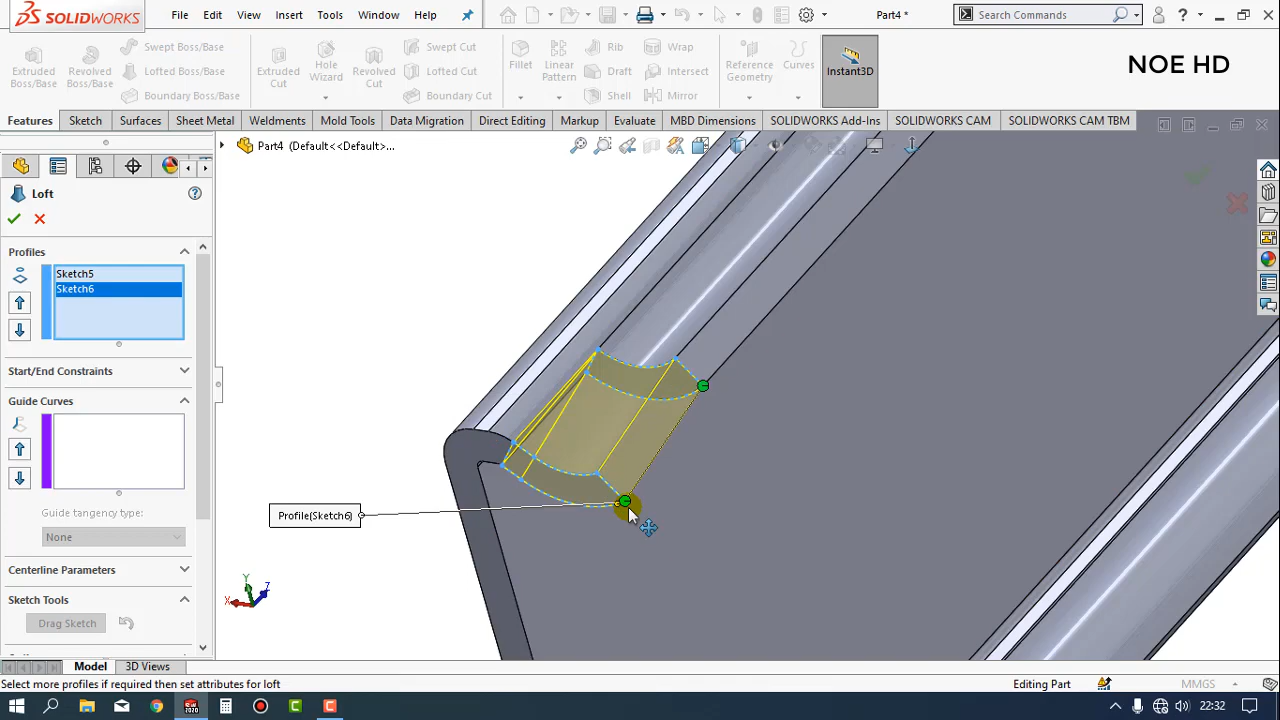 SOLIDWORKS
File
Edit
View
Insert
Tools
Window
Help
Part4 *
Search Commands
?
NOE HD
Extruded Boss/Base
Revolved Boss/Base
Swept Boss/Base
Lofted Boss/Base
Boundary Boss/Base
Extruded Cut
Hole Wizard
Revolved Cut
Swept Cut
Lofted Cut
Boundary Cut
Fillet
Linear Pattern
Rib
Draft
Shell
Wrap
Intersect
Mirror
Reference Geometry
Curves
Instant3D
Features
Sketch
Surfaces
Sheet Metal
Weldments
Mold Tools
Data Migration
Direct Editing
Markup
Evaluate
MBD Dimensions
SOLIDWORKS Add-Ins
SOLIDWORKS CAM
SOLIDWORKS CAM TBM
Part4 (Default<<Default>...
Loft
Profiles
Sketch5
Sketch6
Start/End Constraints
Guide Curves
Guide tangency type:
None
Centerline Parameters
Sketch Tools
Drag Sketch
Profile(Sketch6)
Y
Z
X
Model
3D Views
Select more profiles if required then set attributes for loft
Editing Part
MMGS
22:32